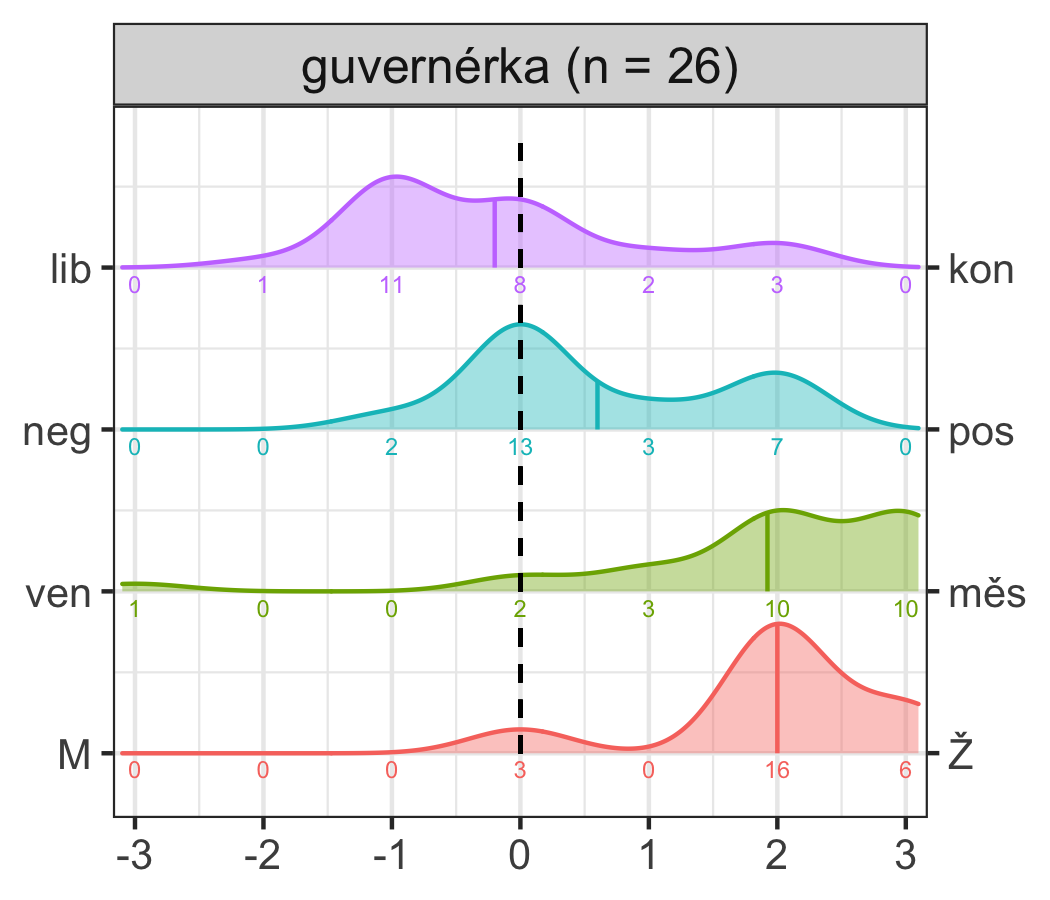 guvernérka (n = 26)
lib kon
0 1 11 8 2 3 0
neg pos
0 0 2 13 3 7 0
ven měs
1 0 0 2 3 10 10
M Ž
0 0 0 3 0 16 6
-3 -2 -1 0 1 2 3